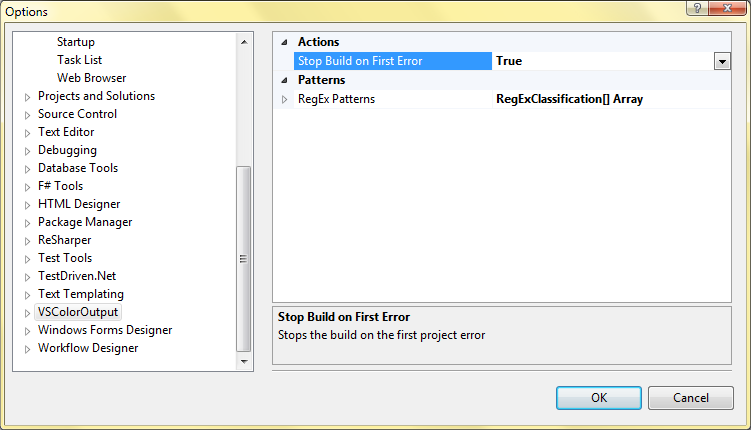 Options
Startup
Task List
Web Browser
Projects and Solutions
Source Control
Text Editor
Debugging
Database Tools
F# Tools
HTML Designer
Package Manager
ReSharper
Test Tools
TestDriven.Net
Text Templating
VSColorOutput
Windows Forms Designer
Workflow Designer
Actions
Stop Build on First Error True
Patterns
RegEx Patterns RegExClassification[] Array
Stop Build on First Error
Stops the build on the first project error
OK Cancel